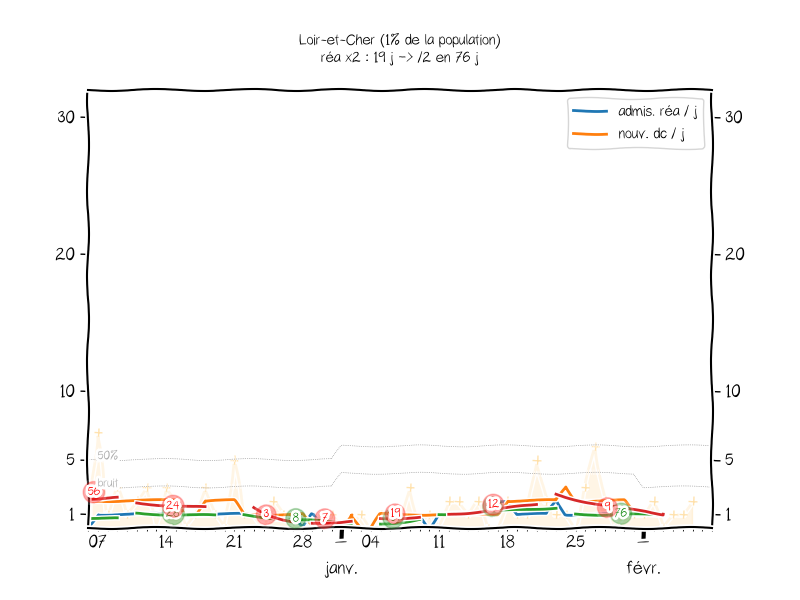 Loir-et-Cher (1% de la population)
réa x2 : 19 j -> /2 en 76 j
admis. réa / j
nouv. dc / j
30
30
20
20
10
10
5
5
1
1
50%
bruit
56
24
3
8
7
19
12
9
76
07 14 21 28 04 11 18 25
janv. févr.